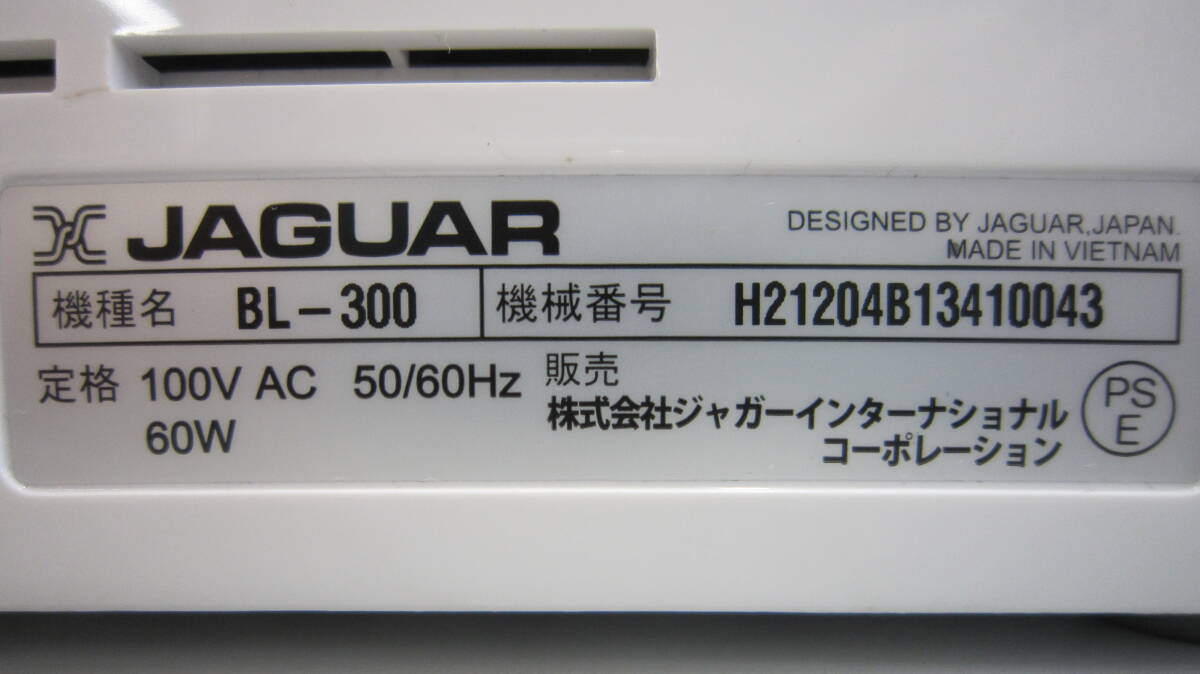 JAGUAR
DESIGNED BY JAGUAR,JAPAN.
MADE IN VIETNAM
機種名 BL-300 機械番号 H21204B13410043
定格 100V AC 50/60Hz
60W
販売
株式会社ジャガーインターナショナル
コーポレーション
PS
E